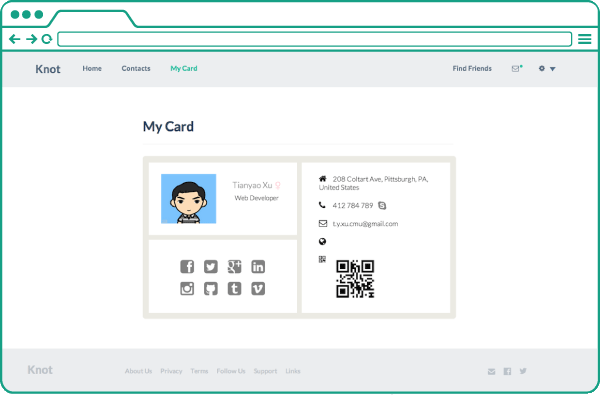 Knot Home Contacts My Card Find Friends
My Card
Tianyao Xu
Web Developer
208 Coltart Ave, Pittsburgh, PA,
United States
412 784 789
t.y.xu.cmu@gmail.com
Knot About Us Privacy Terms Follow Us Support Links